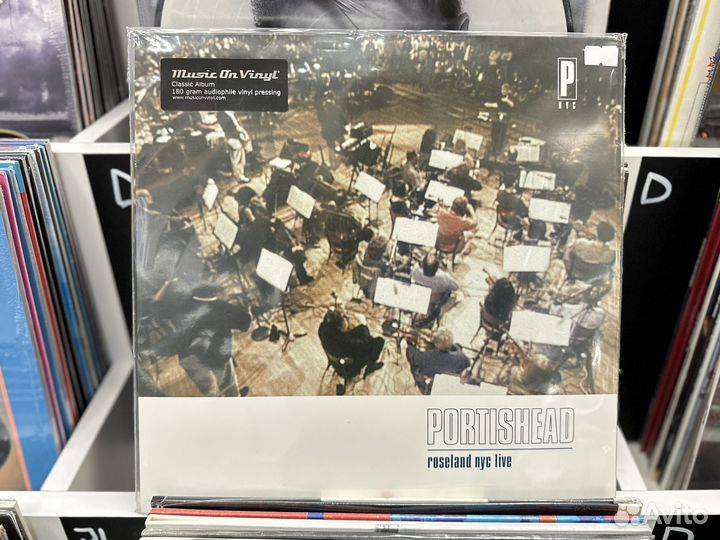 Music On Vinyl
Classic Album
180 gram audiophile vinyl pressing
www.musiconvinyl.com
P
NYC
D
PORTISHEAD
roseland nyc live
Avito
D